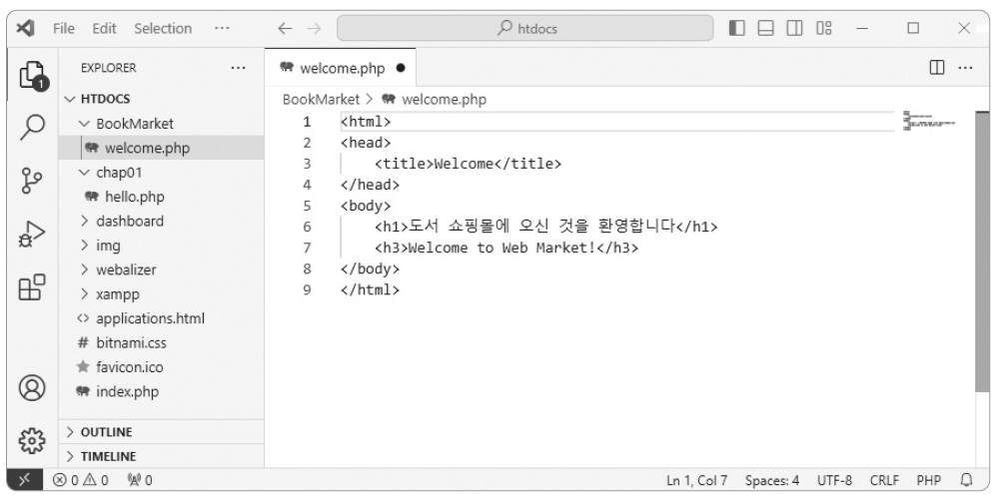 File Edit Selection ··· htdocs
EXPLORER ···
HTDOCS
BookMarket
welcome.php
chap01
hello.php
dashboard
img
webalizer
xampp
<> applications.html
# bitnami.css
favicon.ico
index.php
OUTLINE
TIMELINE
welcome.php ●
BookMarket > welcome.php
1 <html>
2 <head>
3 <title>Welcome</title>
4 </head>
5 <body>
6 <h1>도서 쇼핑몰에 오신 것을 환영합니다</h1>
7 <h3>Welcome to Web Market!</h3>
8 </body>
9 </html>
1
0 0 0 Ln 1, Col 7 Spaces: 4 UTF-8 CRLF PHP